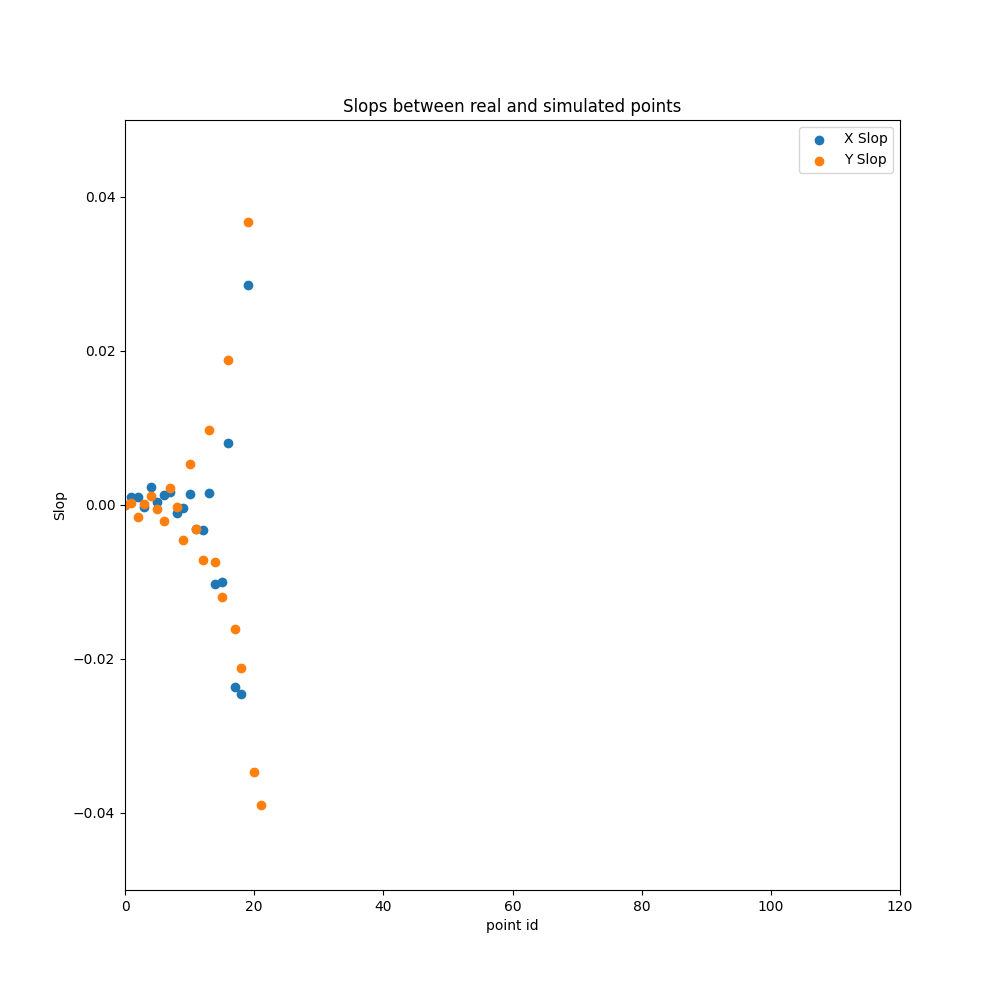 Slops between real and simulated points
X Slop
Y Slop
0.04
0.02
0.00
−0.02
−0.04
Slop
0 20 40 60 80 100 120
point id